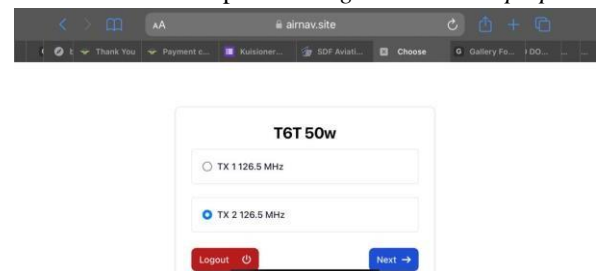 AA airnav.site
Thank You Payment c... Kuisioner... SDF Aviati... Choose G Gallery Fo...
T6T 50w
TX 1 126.5 MHz
TX 2 126.5 MHz
Logout Next →